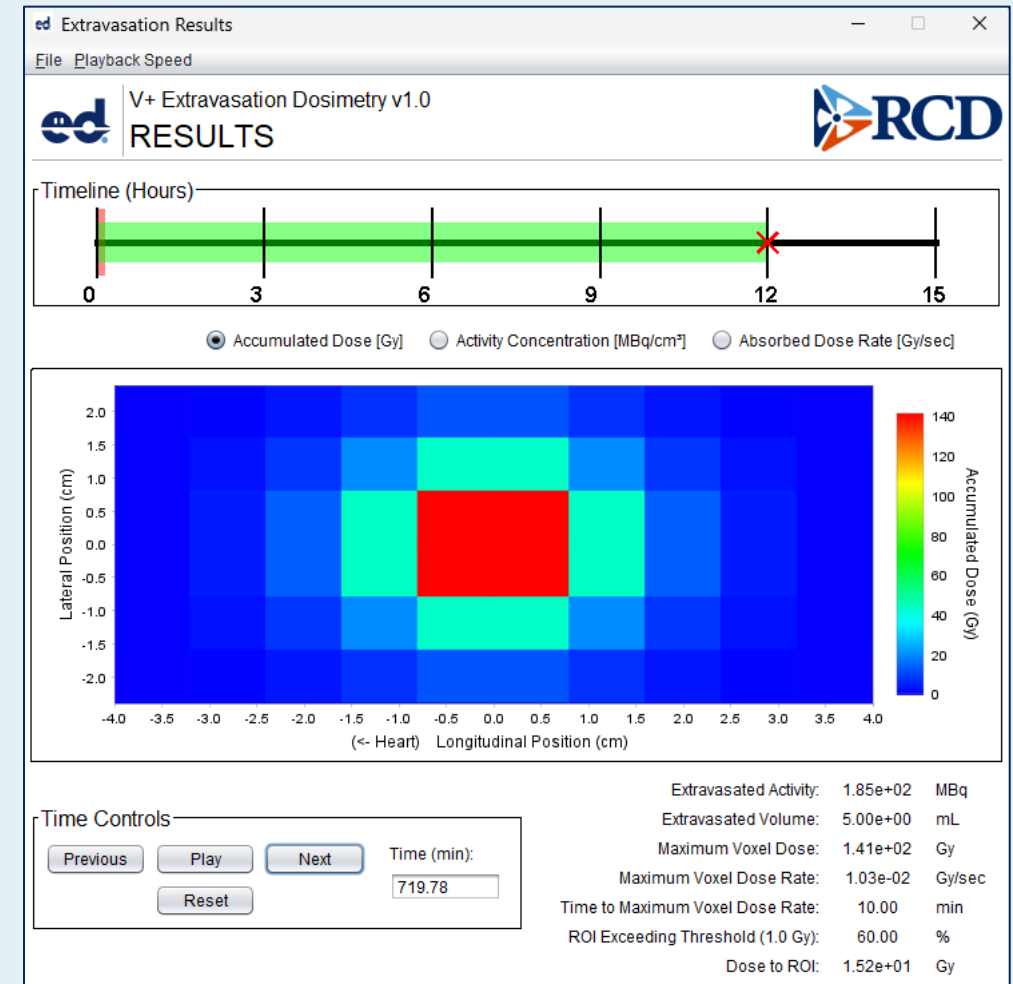 ed Extravasation Results
File Playback Speed
ed. V+ Extravasation Dosimetry v1.0
RESULTS
RCD
Timeline (Hours)
0 3 6 9 12 15
Accumulated Dose [Gy] Activity Concentration [MBq/cm³] Absorbed Dose Rate [Gy/sec]
2.0
1.5
1.0
0.5
0.0
-0.5
-1.0
-1.5
-2.0
Lateral Position (cm)
-4.0 -3.5 -3.0 -2.5 -2.0 -1.5 -1.0 -0.5 0.0 0.5 1.0 1.5 2.0 2.5 3.0 3.5 4.0
(<- Heart) Longitudinal Position (cm)
140
120
100
80
60
40
20
0
Accumulated Dose (Gy)
Time Controls
Previous Play Next
Reset
Time (min):
719.78
Extravasated Activity: 1.85e+02 MBq
Extravasated Volume: 5.00e+00 mL
Maximum Voxel Dose: 1.41e+02 Gy
Maximum Voxel Dose Rate: 1.03e-02 Gy/sec
Time to Maximum Voxel Dose Rate: 10.00 min
ROI Exceeding Threshold (1.0 Gy): 60.00 %
Dose to ROI: 1.52e+01 Gy